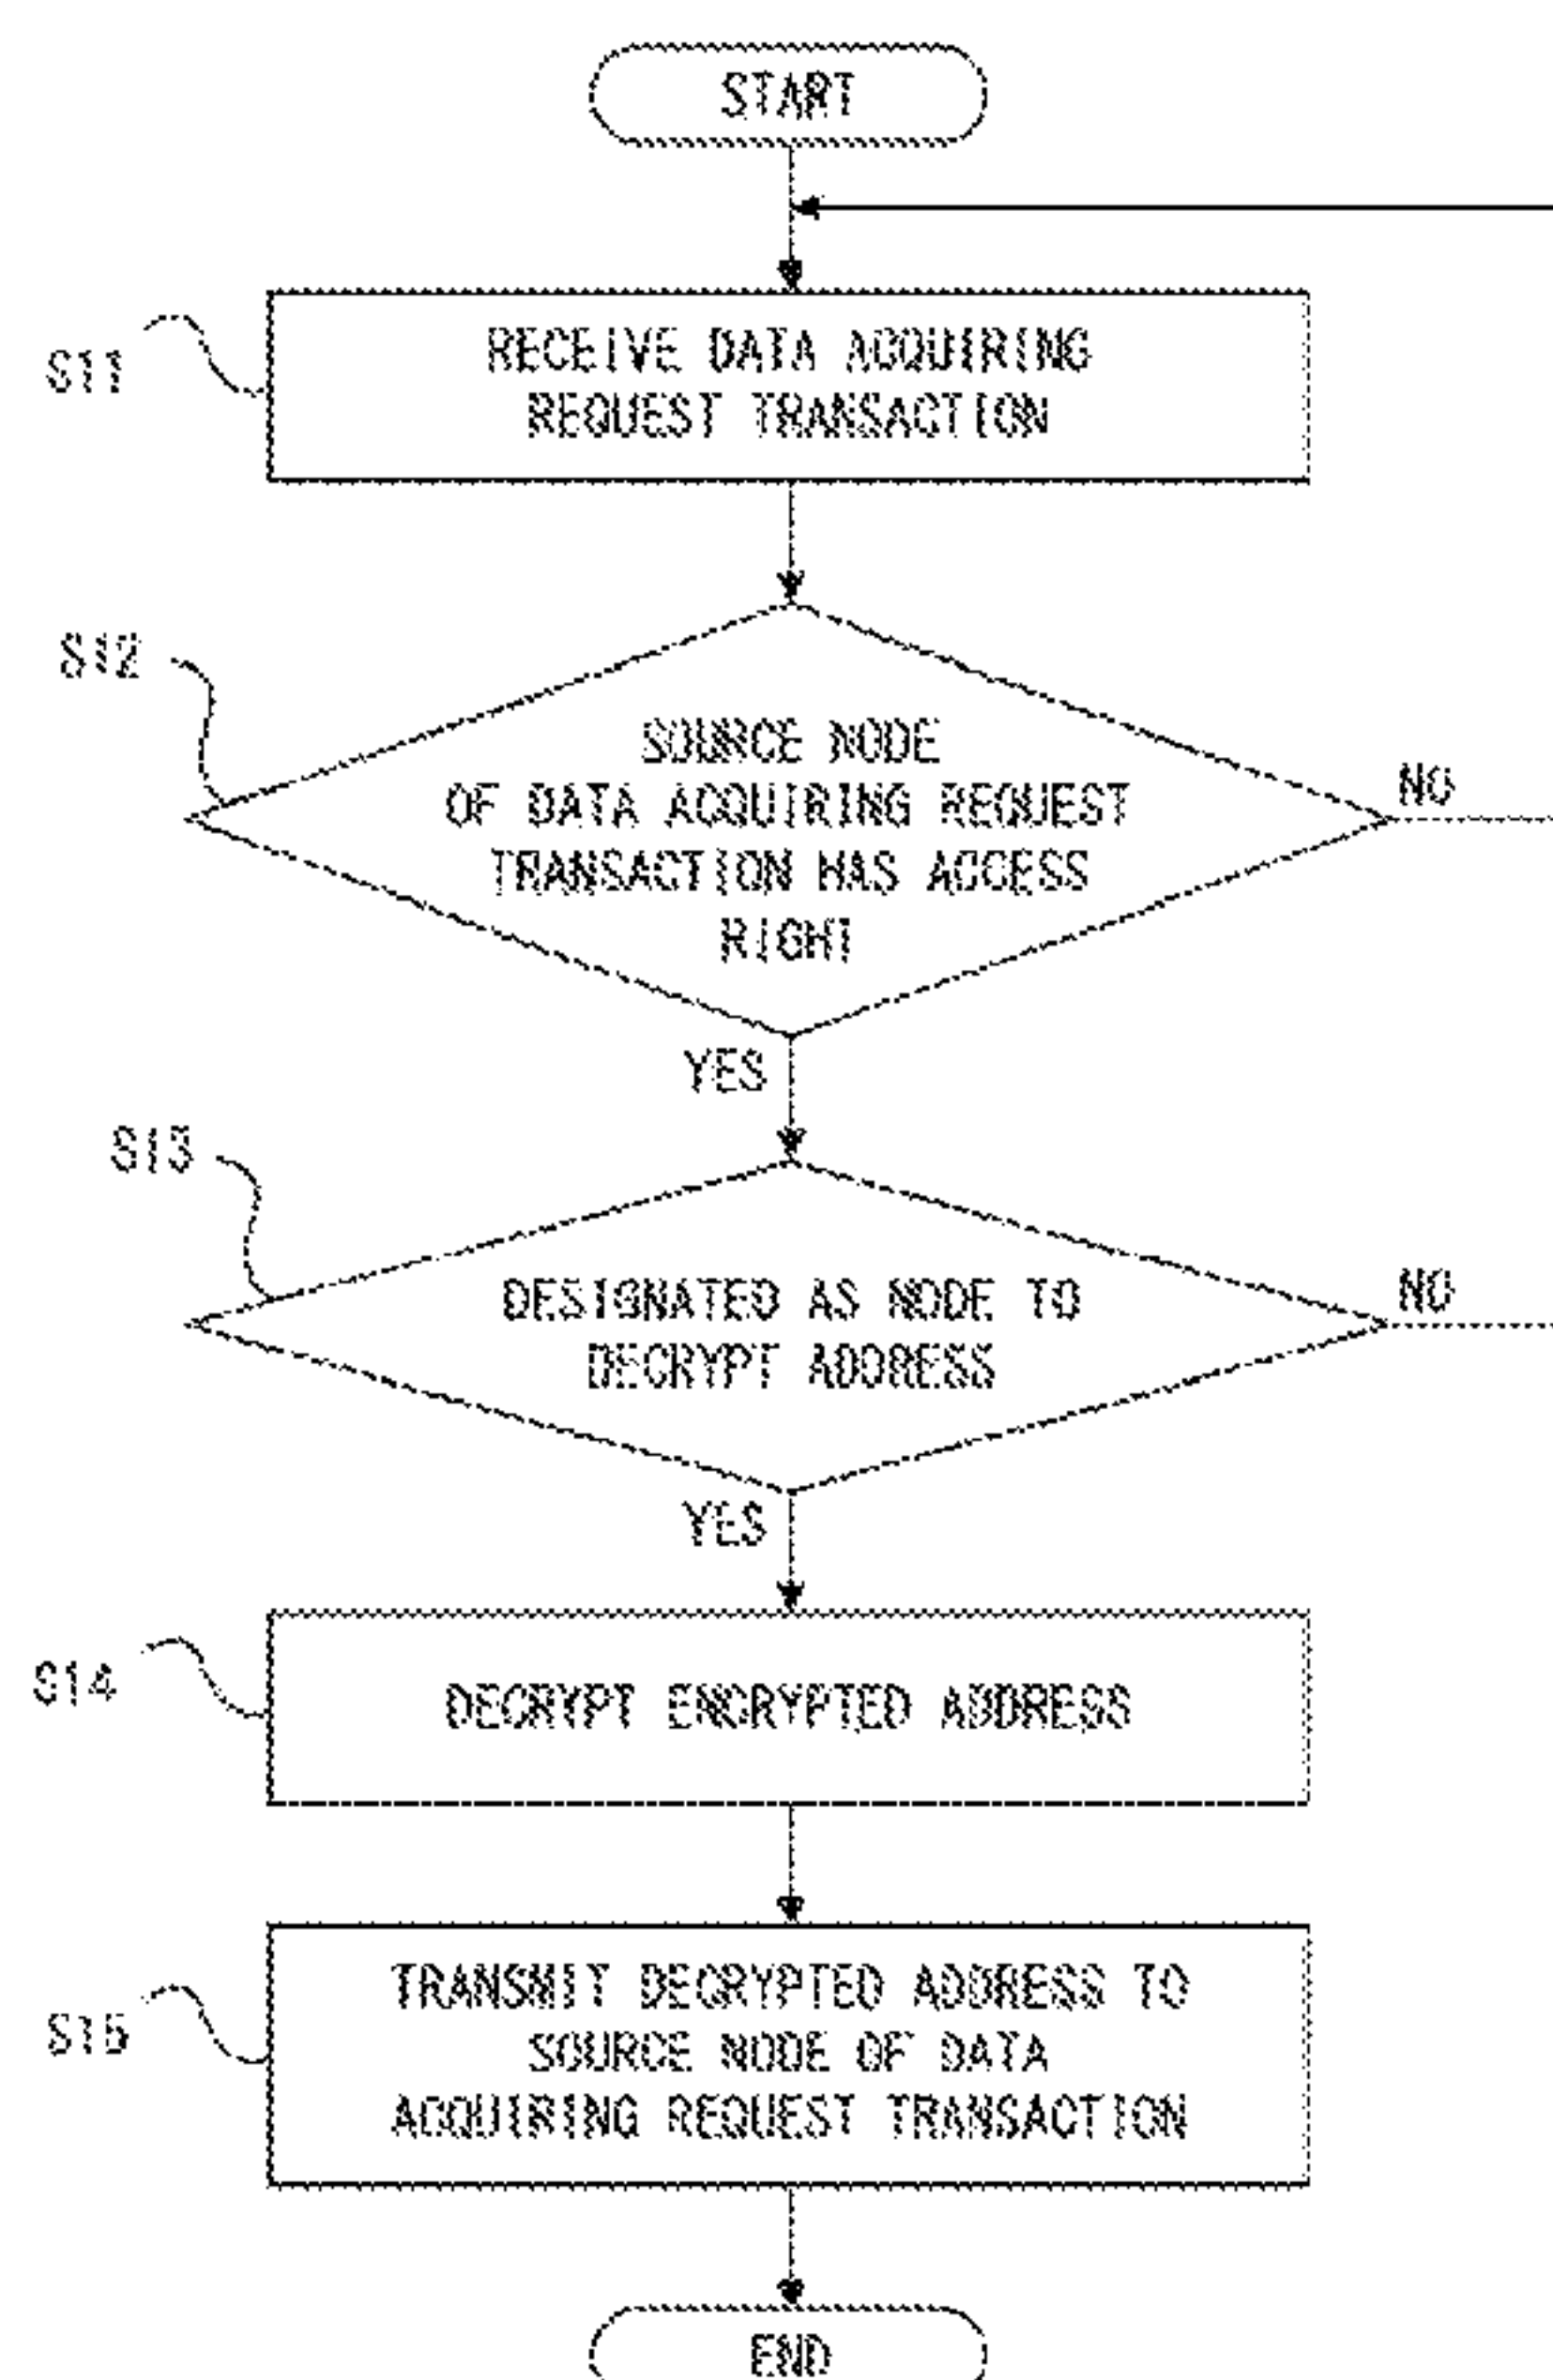 START
S11
RECEIVE DATA ACQUIRING
REQUEST TRANSACTION
S12
SOURCE NODE
OF DATA ACQUIRING REQUEST
TRANSACTION HAS ACCESS
RIGHT
NO
YES
S13
DESIGNATED AS NODE TO
DECRYPT ADDRESS
NO
YES
S14
DECRYPT ENCRYPTED ADDRESS
S15
TRANSMIT DECRYPTED ADDRESS TO
SOURCE NODE OF DATA
ACQUIRING REQUEST TRANSACTION
END